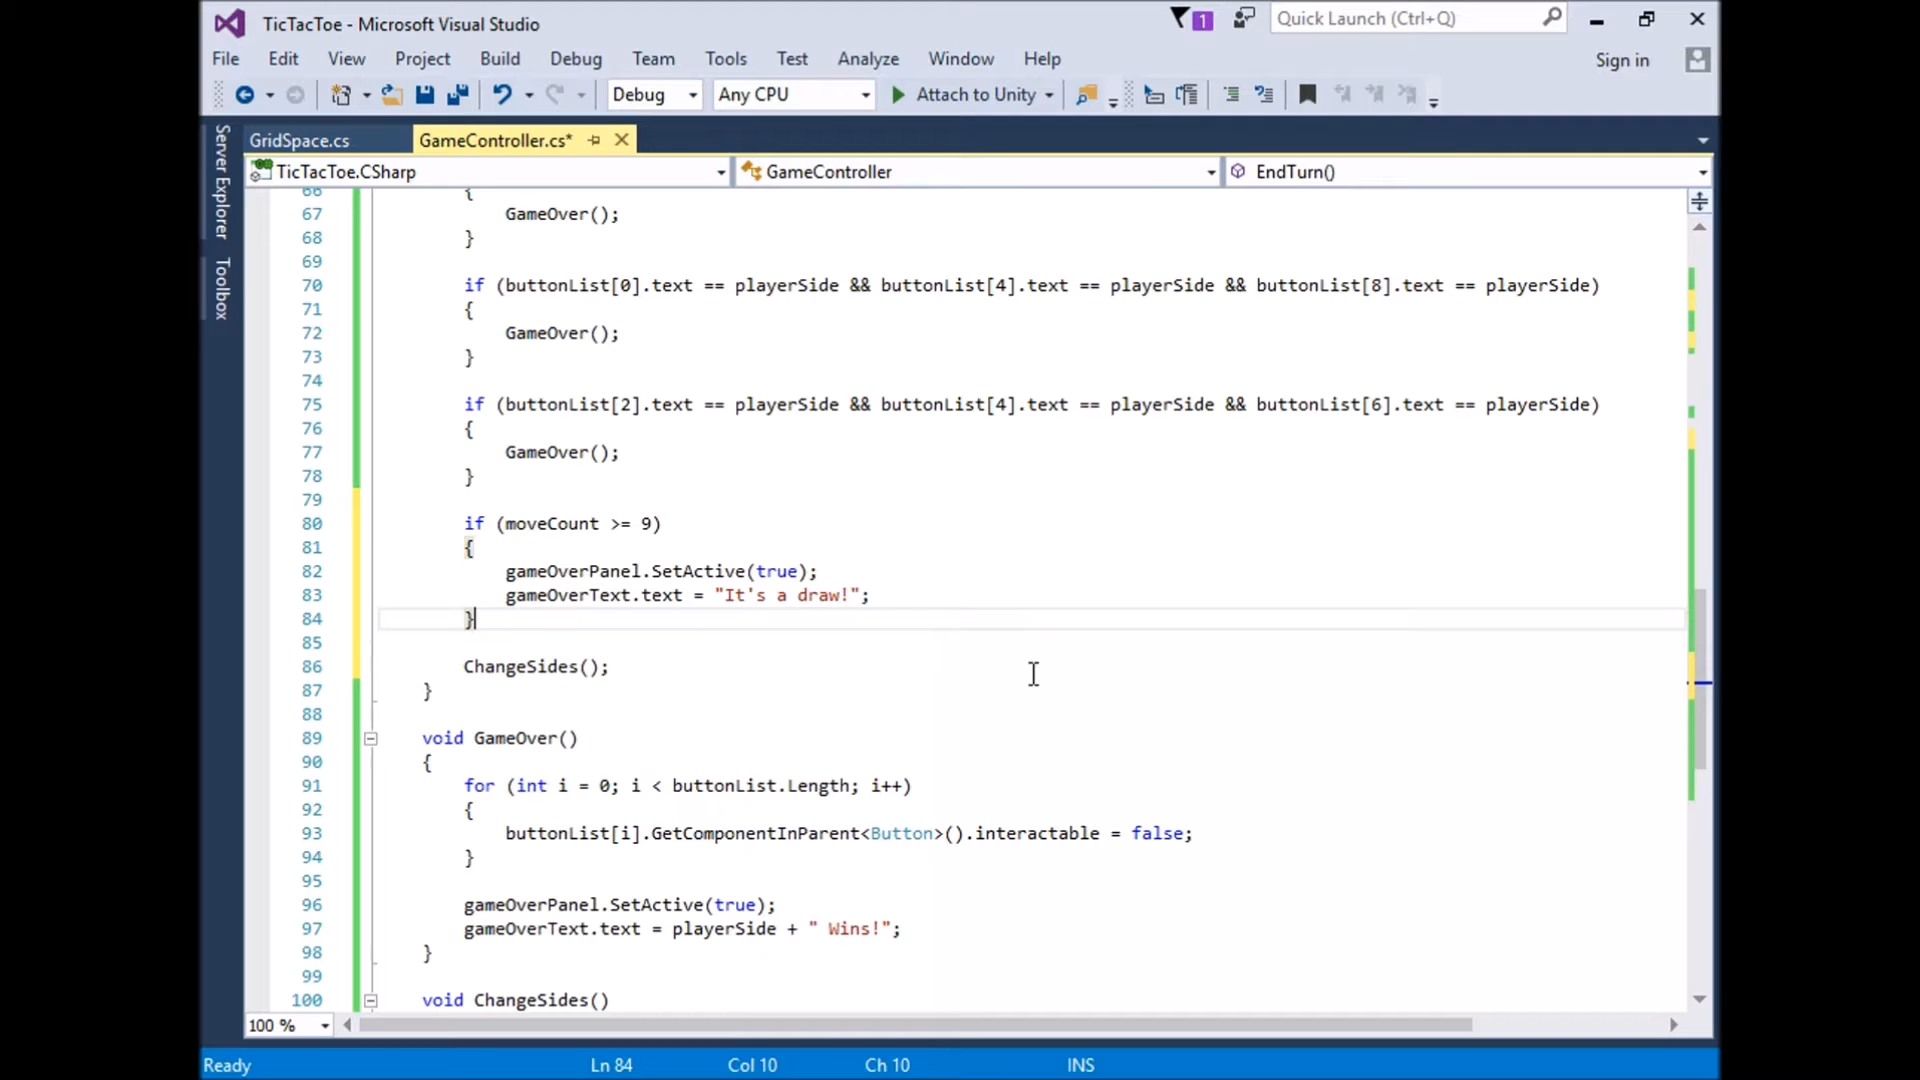 TicTacToe - Microsoft Visual Studio
1
Quick Launch (Ctrl+Q)
File Edit View Project Build Debug Team Tools Test Analyze Window Help
Sign in
Debug Any CPU Attach to Unity
Server Explorer
Toolbox
GridSpace.cs GameController.cs*
TicTacToe.CSharp GameController EndTurn()
66 {
67 GameOver();
68 }
69
70 if (buttonList[0].text == playerSide && buttonList[4].text == playerSide && buttonList[8].text == playerSide)
71 {
72 GameOver();
73 }
74
75 if (buttonList[2].text == playerSide && buttonList[4].text == playerSide && buttonList[6].text == playerSide)
76 {
77 GameOver();
78 }
79
80 if (moveCount >= 9)
81 {
82 gameOverPanel.SetActive(true);
83 gameOverText.text = "It's a draw!";
84 }
85
86 ChangeSides();
87 }
88
89 void GameOver()
90 {
91 for (int i = 0; i < buttonList.Length; i++)
92 {
93 buttonList[i].GetComponentInParent<Button>().interactable = false;
94 }
95
96 gameOverPanel.SetActive(true);
97 gameOverText.text = playerSide + " Wins!";
98 }
99
100 void ChangeSides()
100 %
Ready Ln 84 Col 10 Ch 10 INS